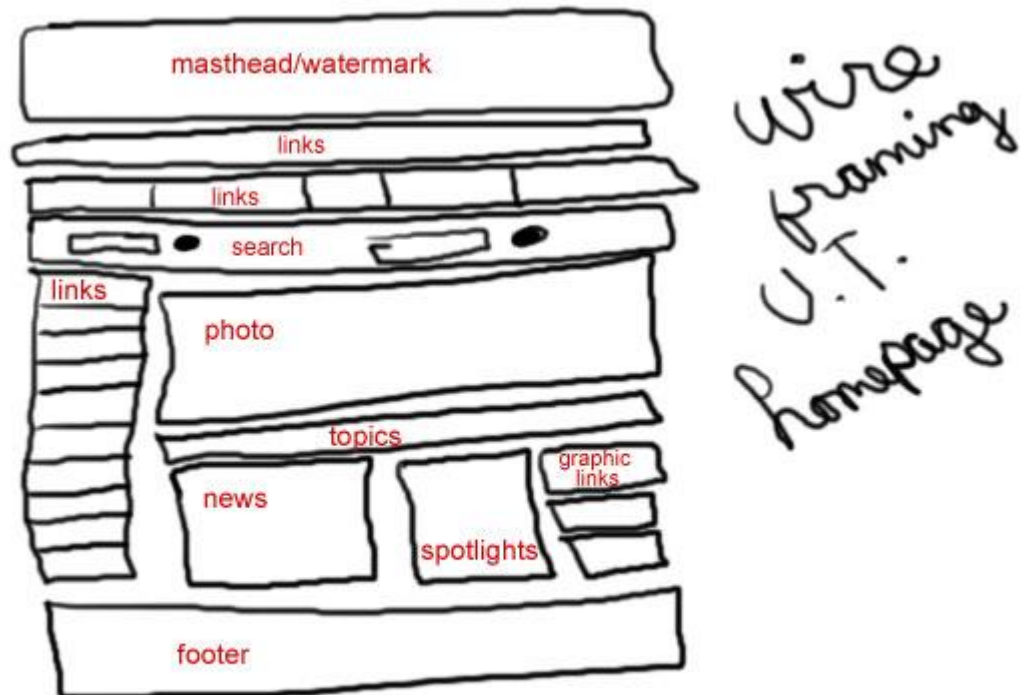 masthead/watermark
links
links
search
links
photo
topics
news
spotlights
graphic
links
footer
wire
framing
U.T.
homepage